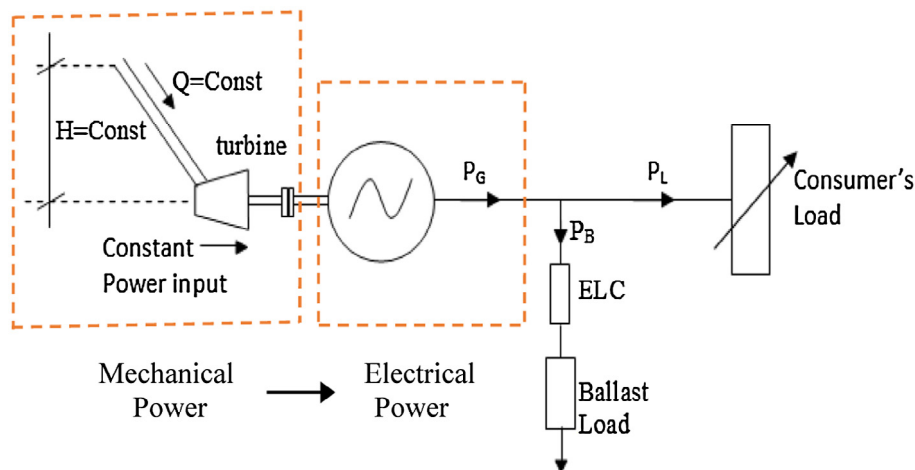 Q=Const
H=Const
turbine
Constant
Power input
P_G
P_L
P_B
Consumer's
Load
ELC
Ballast
Load
Mechanical
Power
Electrical
Power